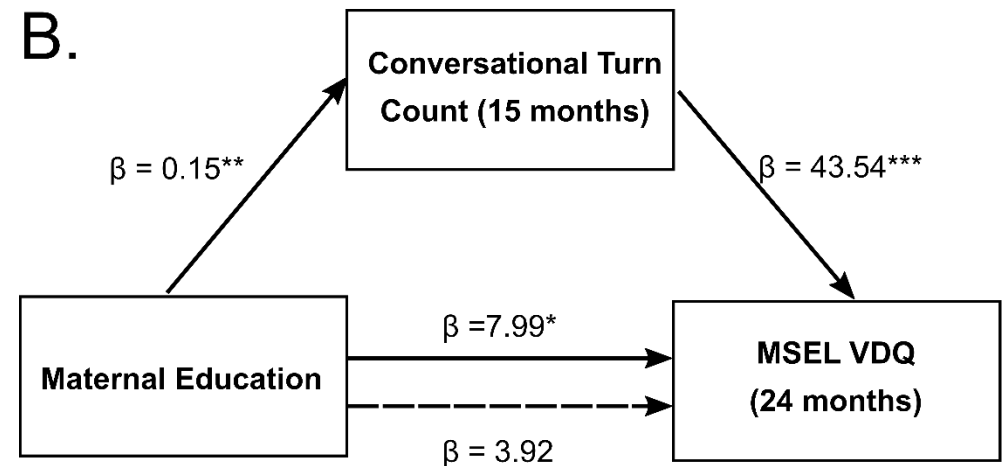 B.
Conversational Turn
Count (15 months)
β = 0.15**
β = 43.54***
β =7.99*
Maternal Education
MSEL VDQ
(24 months)
β = 3.92